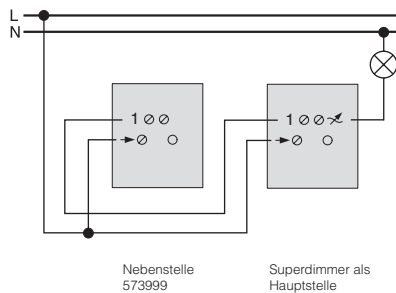 L
N
1
1
Nebenstelle
573999
Superdimmer als
Hauptstelle